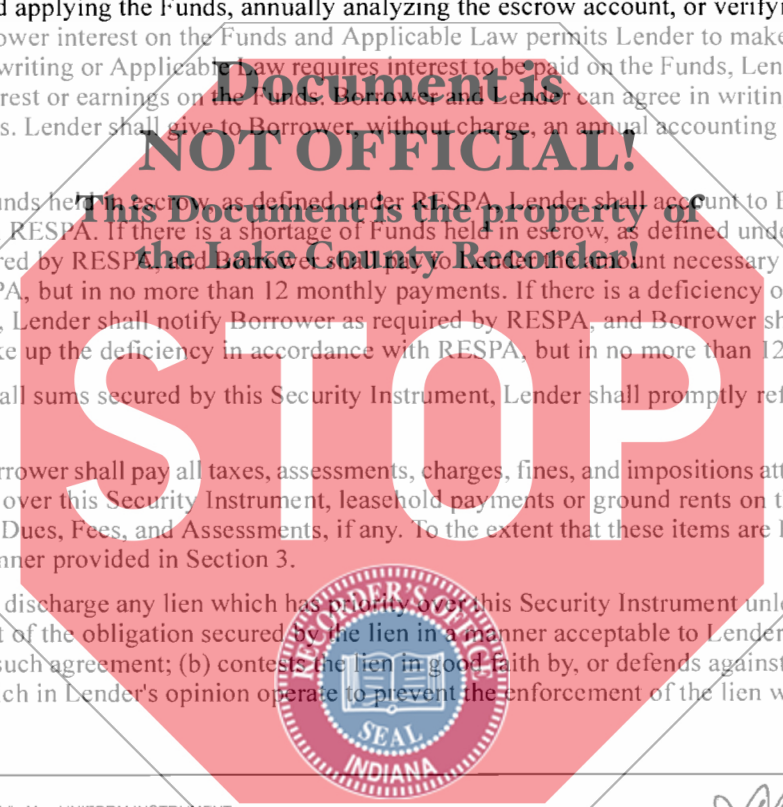 d applying the Funds, annually analyzing the escrow account, or verifyi
ower interest on the Funds and Applicable Law permits Lender to make
writing or Applicable Law requires interest to be paid on the Funds, Len
Document is
rest or earnings on the Funds. Borrower and Lender can agree in writin
s. Lender shall give to Borrower, without charge, an annual accounting
NOT OFFICIAL!
unds held in escrow, as defined under RESPA, Lender shall account to B
This Document is the property of
RESPA. If there is a shortage of Funds held in escrow, as defined unde
the Lake County Recorder!
red by RESPA, and Borrower shall pay to Lender the amount necessary
PA, but in no more than 12 monthly payments. If there is a deficiency o
, Lender shall notify Borrower as required by RESPA, and Borrower sh
ke up the deficiency in accordance with RESPA, but in no more than 12
all sums secured by this Security Instrument, Lender shall promptly ref
STOP
rrower shall pay all taxes, assessments, charges, fines, and impositions att
over this Security Instrument, leasehold payments or ground rents on t
Dues, Fees, and Assessments, if any. To the extent that these items are
nner provided in Section 3.
discharge any lien which has priority over this Security Instrument unl
t of the obligation secured by the lien in a manner acceptable to Lender
such agreement; (b) contests the lien in good faith by, or defends against
ich in Lender's opinion operate to prevent the enforcement of the lien w
RECORDER'S OFFICE
SEAL
INDIANA